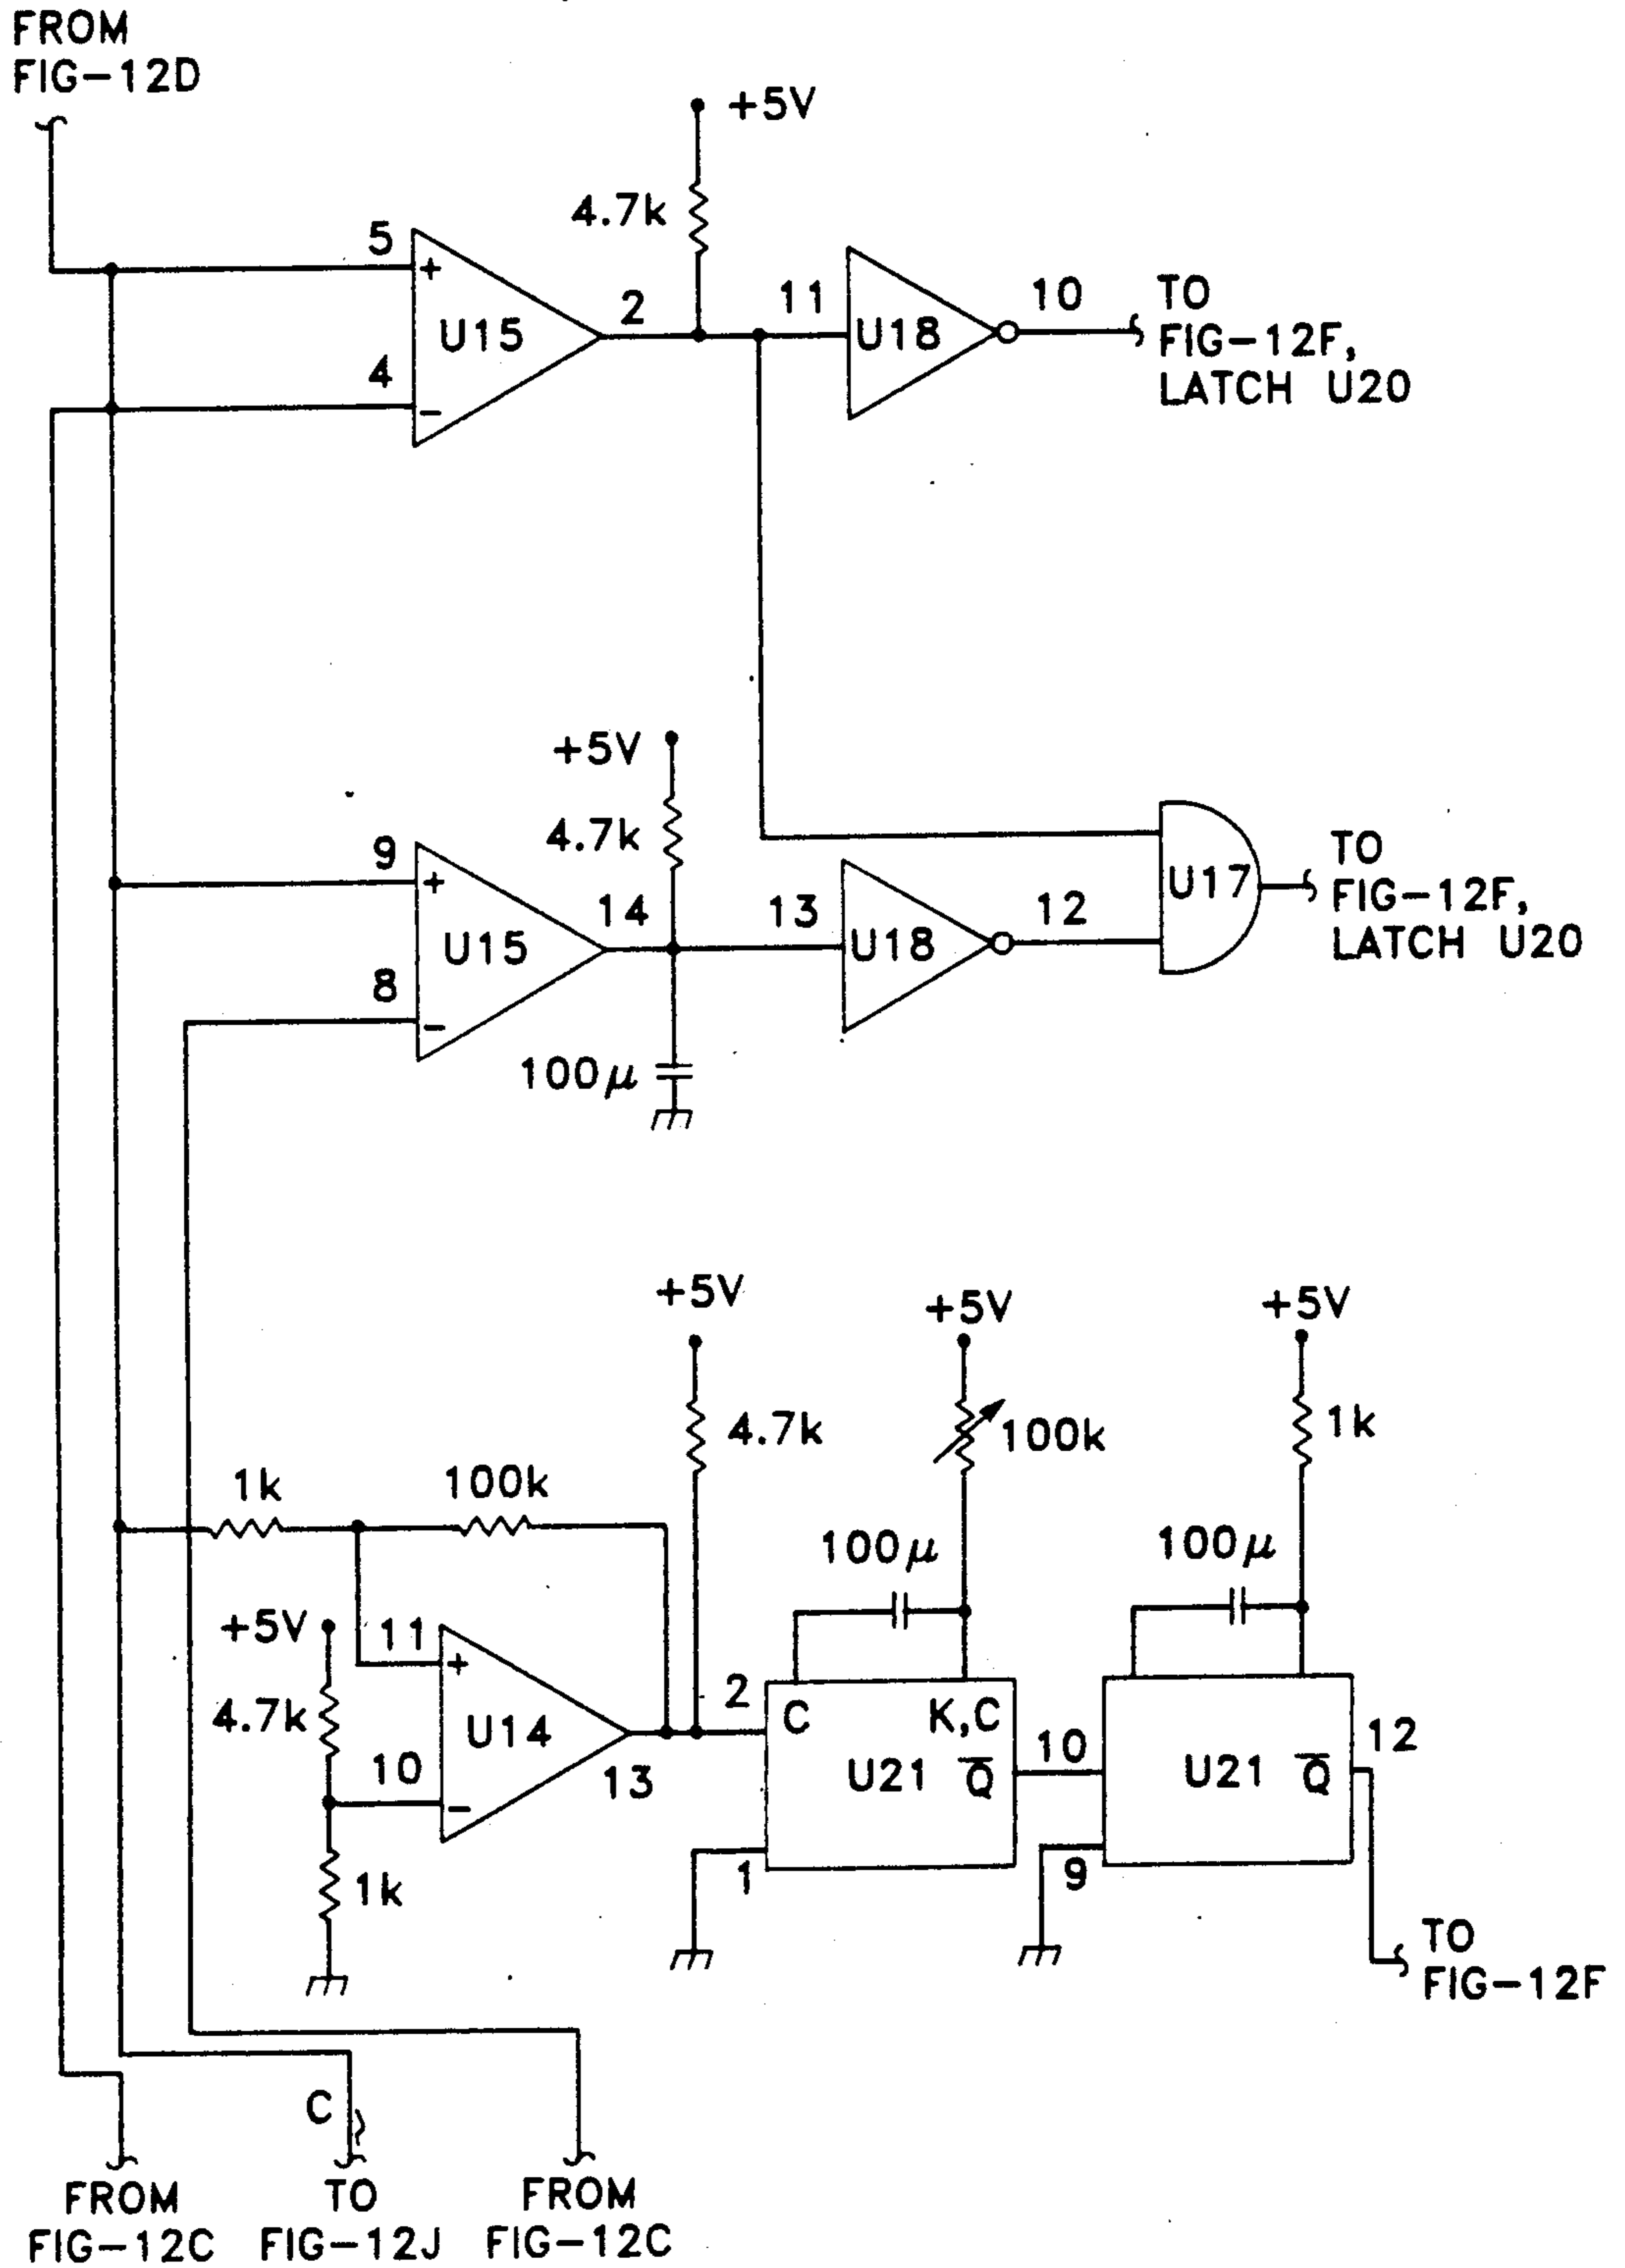 FROM
FIG-12D
+5V
4.7k
5
+
U15
2
4
-
11
U18
10
TO
FIG-12F,
LATCH U20
+5V
4.7k
9
+
U15
14
8
-
13
U18
12
U17
TO
FIG-12F,
LATCH U20
100μ
+5V
4.7k
+5V
100k
+5V
1k
1k
100k
100μ
100μ
+5V
4.7k
11
+
U14
10
-
13
1k
2
C
K,C
U21
Q̅
1
10
U21
Q̅
12
9
TO
FIG-12F
C
FROM
FIG-12C
TO
FIG-12J
FROM
FIG-12C